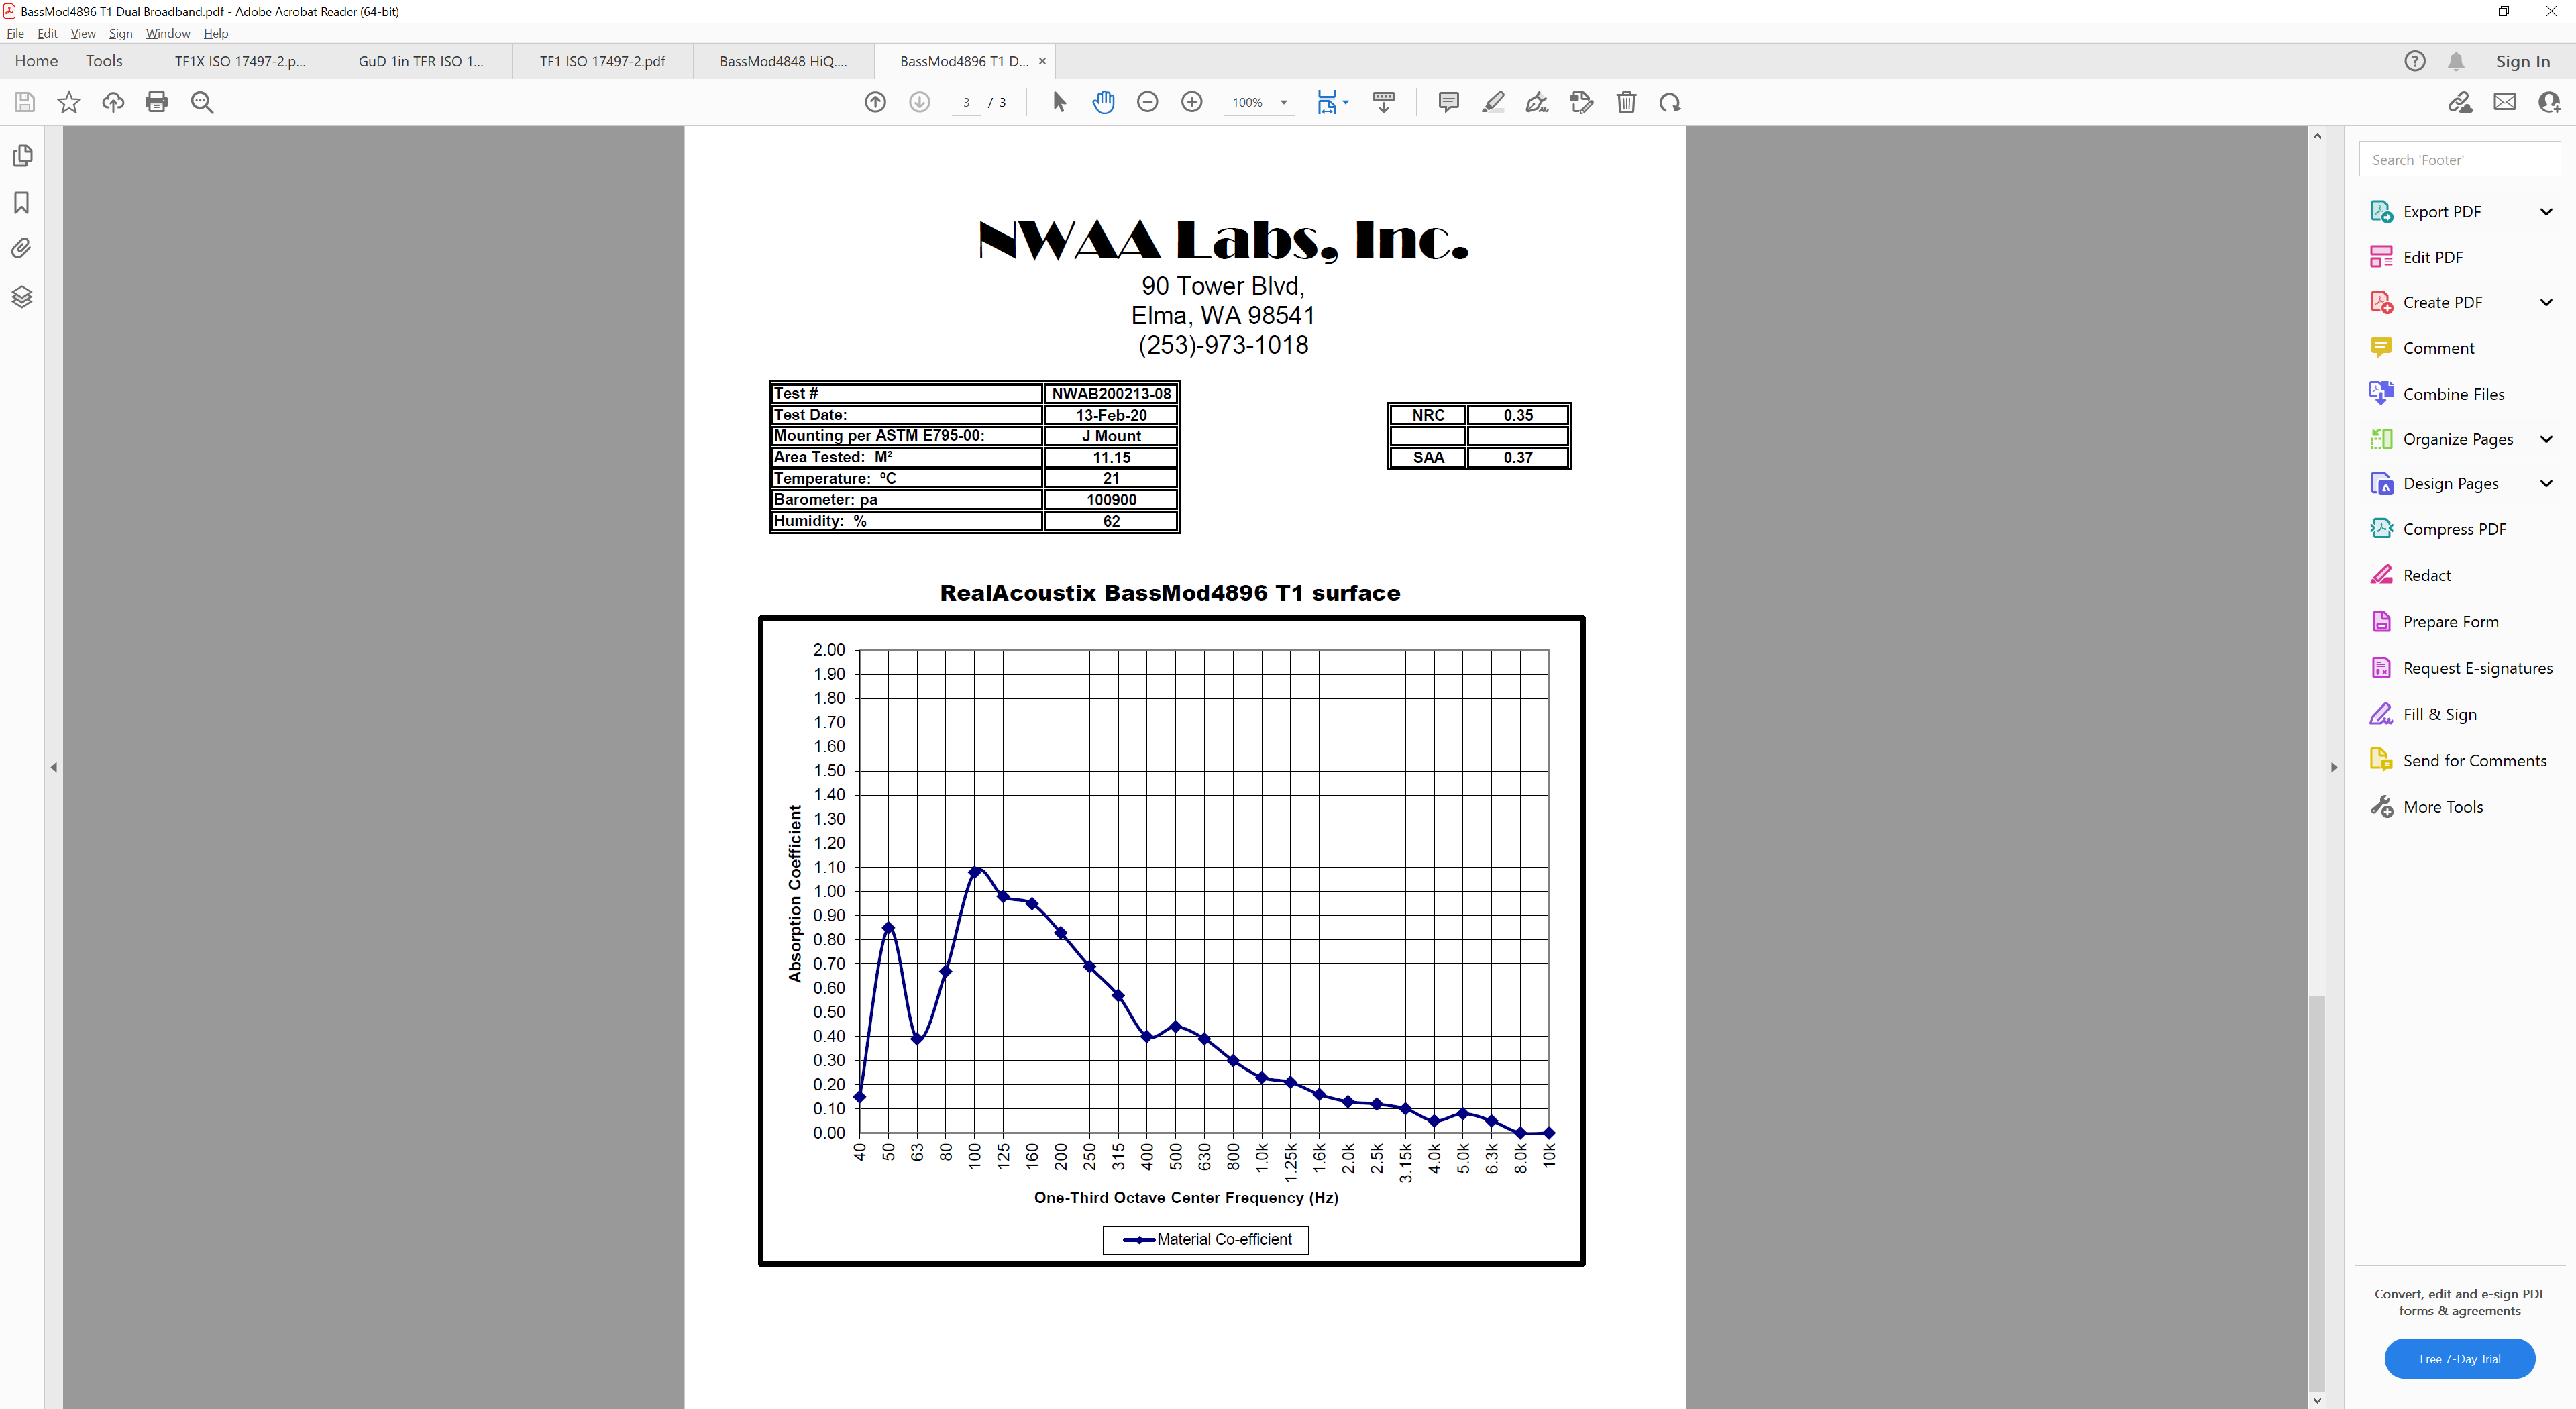 BassMod4896 T1 Dual Broadband.pdf - Adobe Acrobat Reader (64-bit)
File Edit View Sign Window Help
Home Tools TF1X ISO 17497-2.p... GuD 1in TFR ISO 1... TF1 ISO 17497-2.pdf BassMod4848 HiQ.... BassMod4896 T1 D... × Sign In
3 / 3 100%
Search 'Footer'
Export PDF
Edit PDF
Create PDF
Comment
Combine Files
Organize Pages
Design Pages
Compress PDF
Redact
Prepare Form
Request E-signatures
Fill & Sign
Send for Comments
More Tools
Convert, edit and e-sign PDF
forms & agreements
Free 7-Day Trial
NWAA Labs, Inc.
90 Tower Blvd,
Elma, WA 98541
(253)-973-1018
Test # NWAB200213-08
Test Date: 13-Feb-20
Mounting per ASTM E795-00: J Mount
Area Tested: M² 11.15
Temperature: ºC 21
Barometer: pa 100900
Humidity: % 62
NRC 0.35
SAA 0.37
RealAcoustix BassMod4896 T1 surface
Absorption Coefficient
2.00
1.90
1.80
1.70
1.60
1.50
1.40
1.30
1.20
1.10
1.00
0.90
0.80
0.70
0.60
0.50
0.40
0.30
0.20
0.10
0.00
40 50 63 80 100 125 160 200 250 315 400 500 630 800 1.0k 1.25k 1.6k 2.0k 2.5k 3.15k 4.0k 5.0k 6.3k 8.0k 10k
One-Third Octave Center Frequency (Hz)
Material Co-efficient